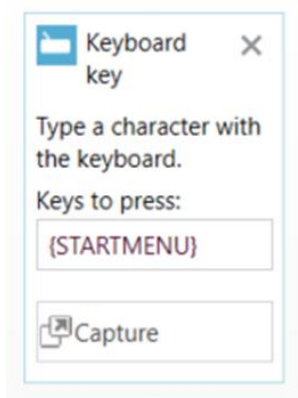 Keyboard
key
Type a character with
the keyboard.
Keys to press:
{STARTMENU}
Capture